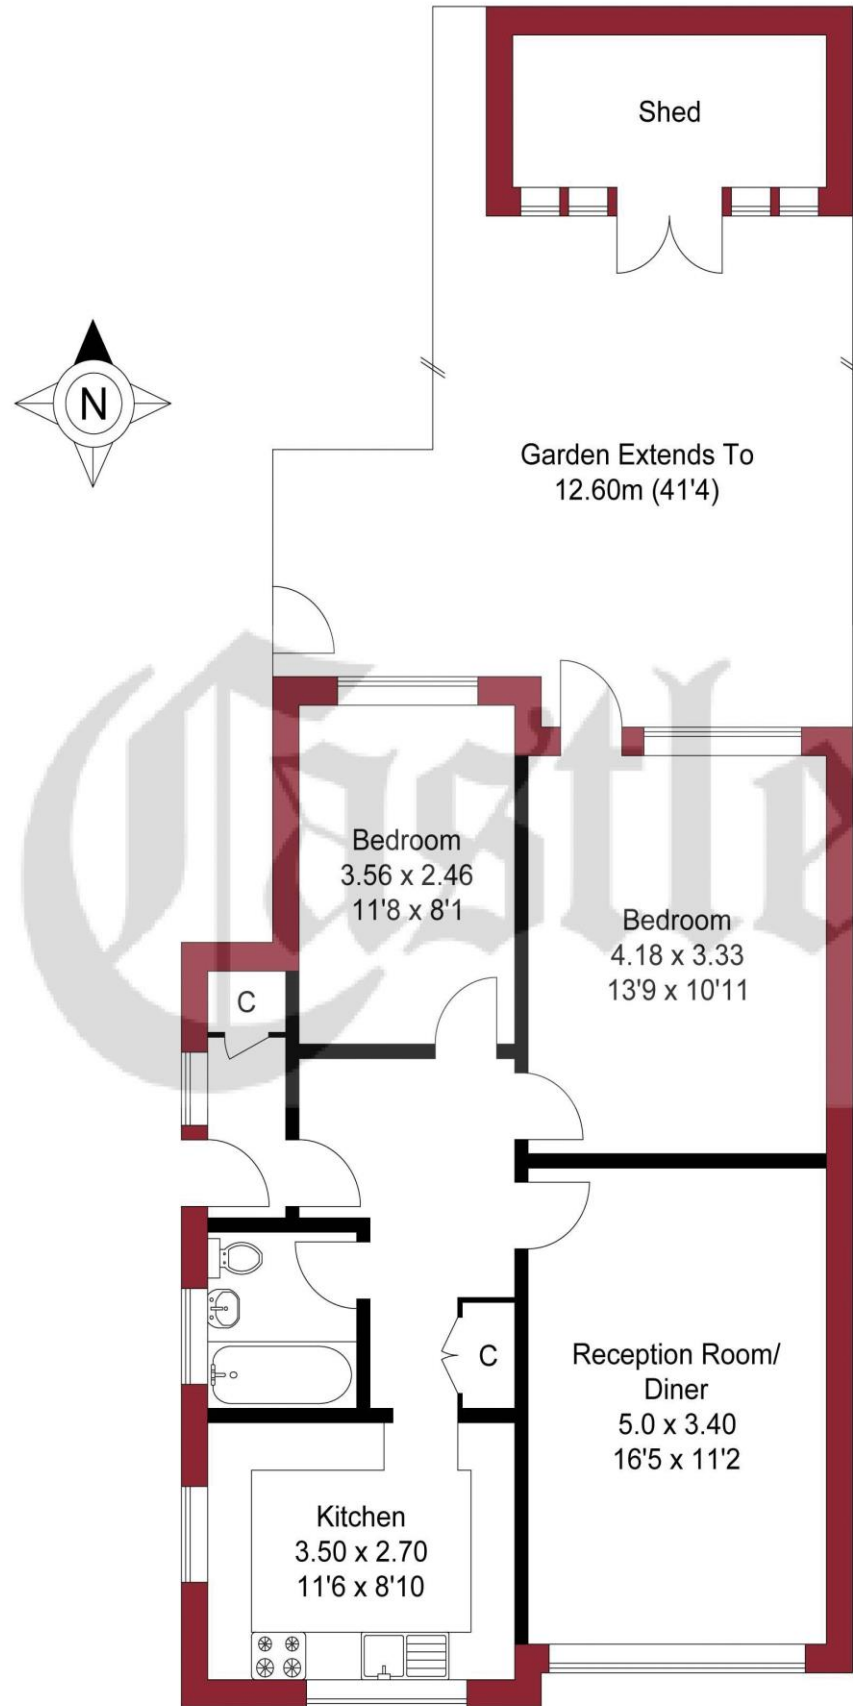 Shed
N
Garden Extends To
12.60m (41'4)
Castle
Bedroom
3.56 x 2.46
11'8 x 8'1
Bedroom
4.18 x 3.33
13'9 x 10'11
C
C
Reception Room/
Diner
5.0 x 3.40
16'5 x 11'2
Kitchen
3.50 x 2.70
11'6 x 8'10